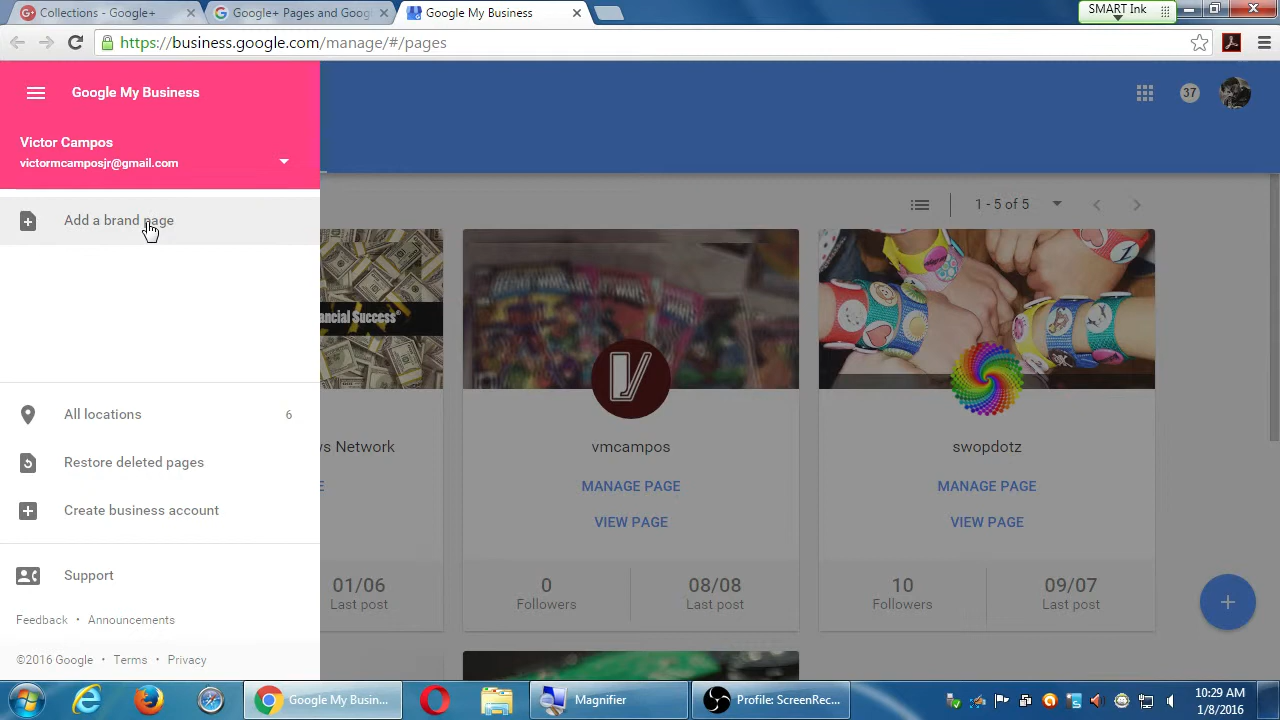 Collections - Google+
Google+ Pages and Goog
Google My Business
SMART Ink
https://business.google.com/manage/#/pages
Google My Business
37
Victor Campos
victormcamposjr@gmail.com
Add a brand page
1 - 5 of 5
ancial Success®
s Network
vmcampos
swopdotz
MANAGE PAGE
MANAGE PAGE
VIEW PAGE
VIEW PAGE
All locations
6
Restore deleted pages
Create business account
01/06
Last post
0
Followers
08/08
Last post
10
Followers
09/07
Last post
Support
Feedback • Announcements
©2016 Google • Terms • Privacy
Google My Busin...
Magnifier
Profile: ScreenRec...
10:29 AM
1/8/2016